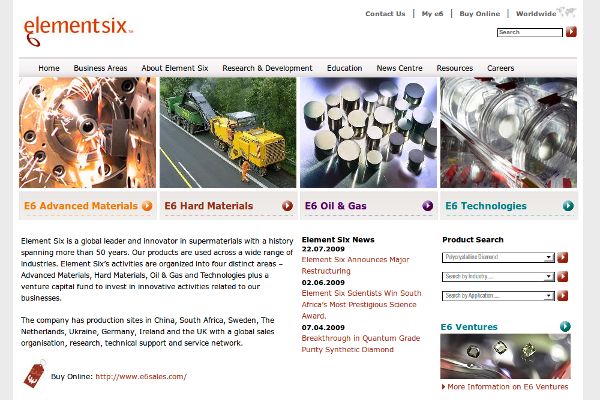 Contact Us | My e6 | Buy Online | Worldwide
elementsix™
Search
Home Business Areas About Element Six Research & Development Education News Centre Resources Careers
E6 Advanced Materials E6 Hard Materials E6 Oil & Gas E6 Technologies
Element Six is a global leader and innovator in supermaterials with a history
spanning more than 50 years. Our products are used across a wide range of
industries. Element Six's activities are organized into four distinct areas –
Advanced Materials, Hard Materials, Oil & Gas and Technologies plus a
venture capital fund to invest in innovative activities related to our
businesses.
The company has production sites in China, South Africa, Sweden, The
Netherlands, Ukraine, Germany, Ireland and the UK with a global sales
organisation, research, technical support and service network.
Buy Online: http://www.e6sales.com/
Element Six News
22.07.2009
Element Six Announces Major
Restructuring
02.06.2009
Element Six Scientists Win South
Africa's Most Prestigious Science
Award.
07.04.2009
Breakthrough in Quantum Grade
Purity Synthetic Diamond
Product Search
Polycrystalline Diamond
Search by Industry.....
Search by Application.....
E6 Ventures
More Information on E6 Ventures